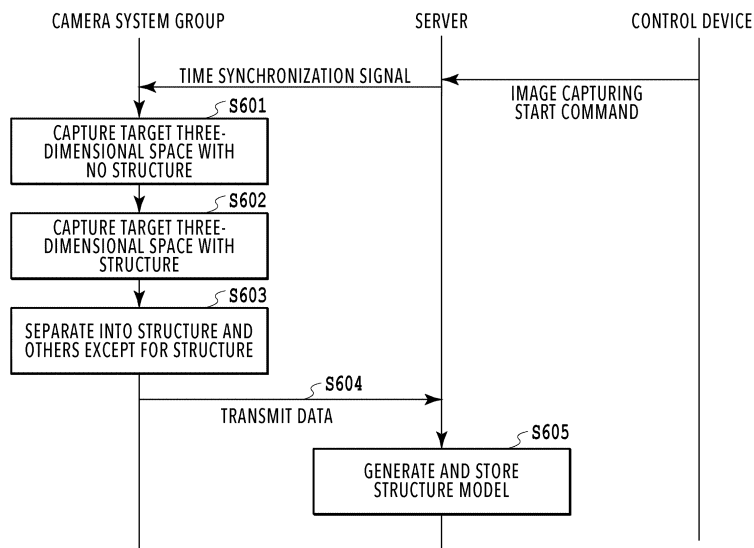 CAMERA SYSTEM GROUP
SERVER
CONTROL DEVICE
TIME SYNCHRONIZATION SIGNAL
IMAGE CAPTURING
START COMMAND
S601
CAPTURE TARGET THREE-
DIMENSIONAL SPACE WITH
NO STRUCTURE
S602
CAPTURE TARGET THREE-
DIMENSIONAL SPACE WITH
STRUCTURE
S603
SEPARATE INTO STRUCTURE AND
OTHERS EXCEPT FOR STRUCTURE
S604
TRANSMIT DATA
S605
GENERATE AND STORE
STRUCTURE MODEL